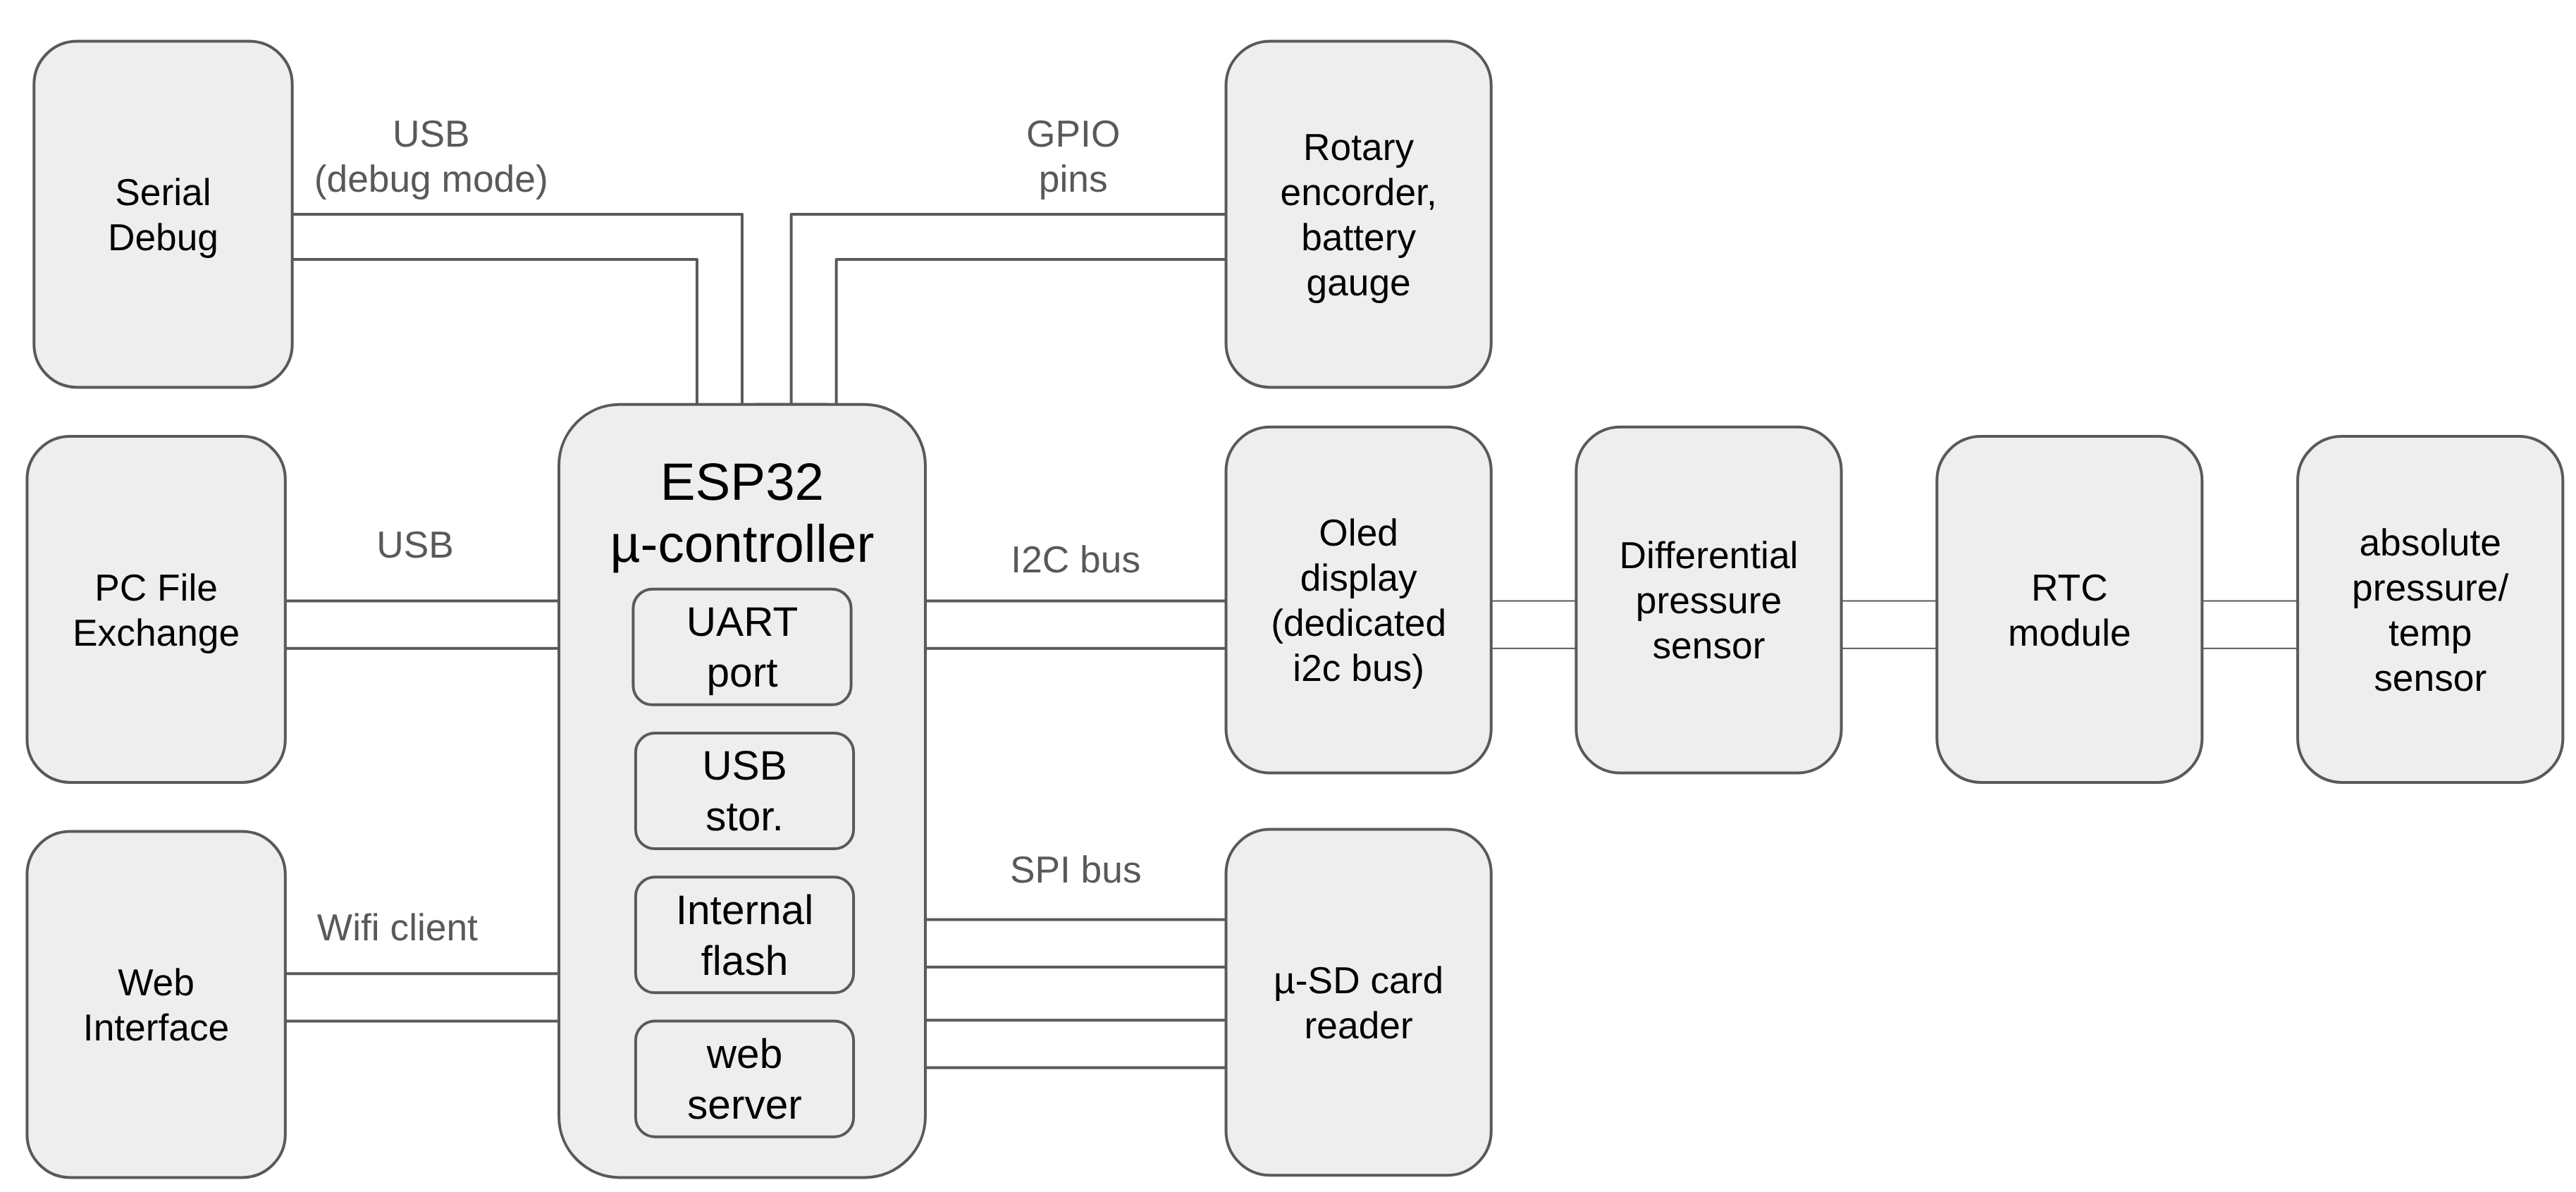 Serial
Debug
USB
(debug mode)
GPIO
pins
Rotary
encorder,
battery
gauge
PC File
Exchange
USB
ESP32
µ-controller
UART
port
USB
stor.
Internal
flash
web
server
I2C bus
Oled
display
(dedicated
i2c bus)
Differential
pressure
sensor
RTC
module
absolute
pressure/
temp
sensor
Web
Interface
Wifi client
SPI bus
µ-SD card
reader